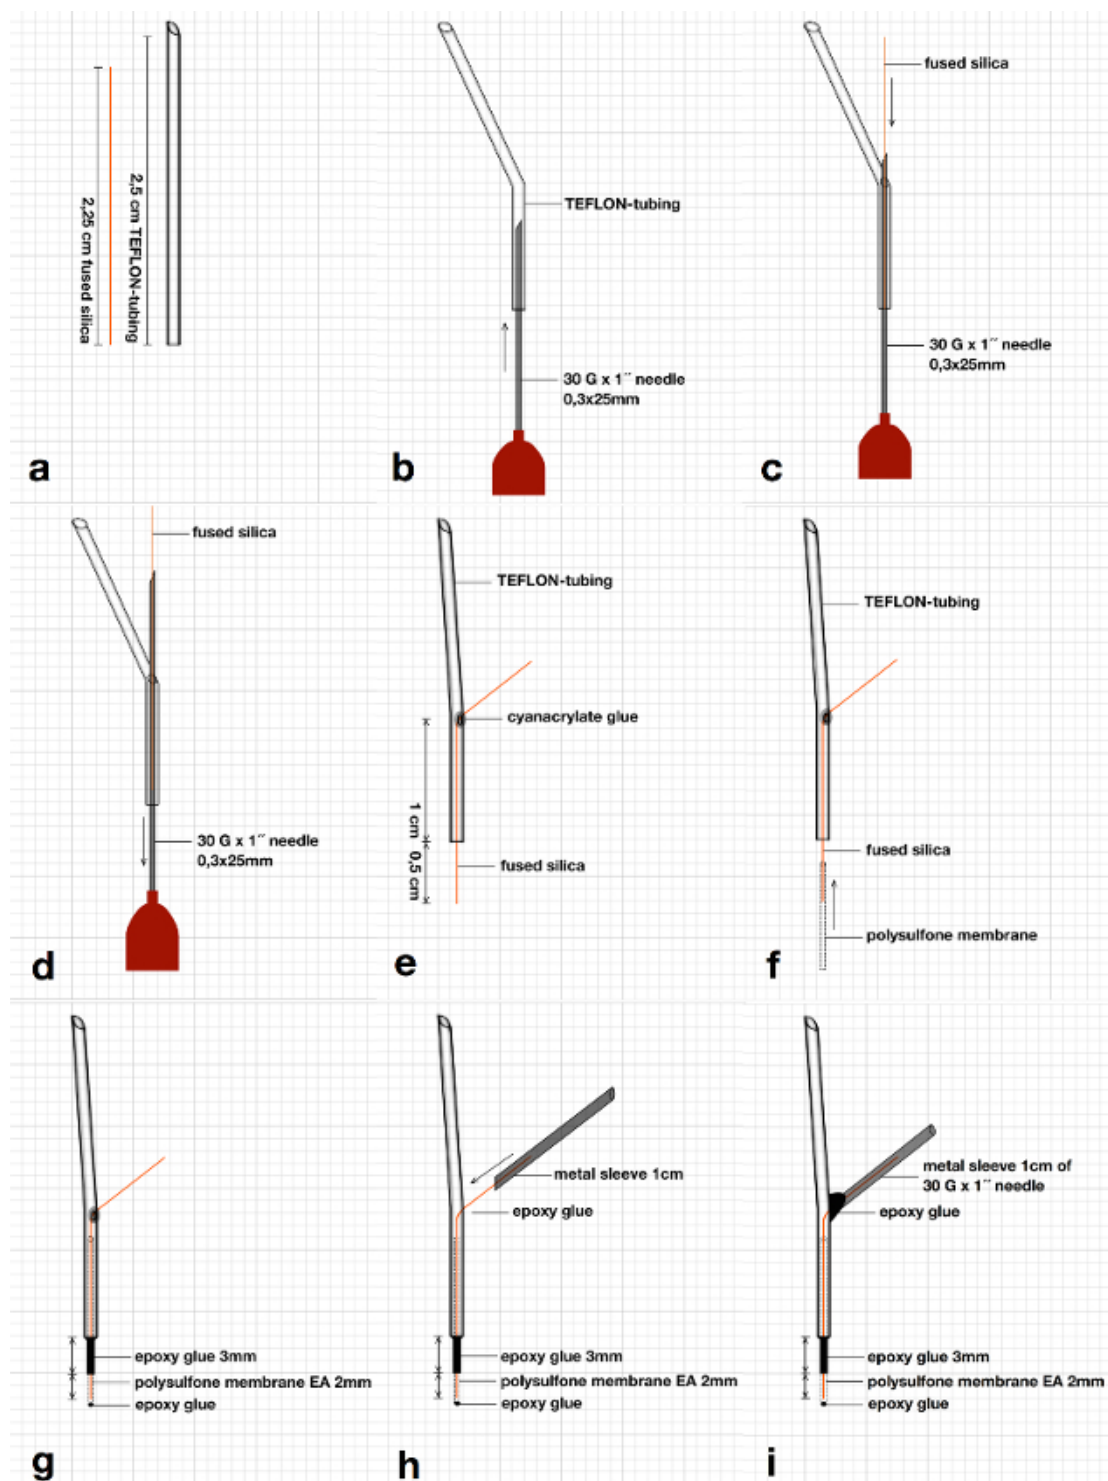 2,25 cm fused silica
2,5 cm TEFLON-tubing
a
TEFLON-tubing
30 G x 1˝ needle
0,3x25mm
b
fused silica
30 G x 1˝ needle
0,3x25mm
c
fused silica
30 G x 1˝ needle
0,3x25mm
d
TEFLON-tubing
cyanacrylate glue
1 cm
0,5 cm
fused silica
e
TEFLON-tubing
fused silica
polysulfone membrane
f
epoxy glue 3mm
polysulfone membrane EA 2mm
epoxy glue
g
metal sleeve 1cm
epoxy glue
epoxy glue 3mm
polysulfone membrane EA 2mm
epoxy glue
h
metal sleeve 1cm of
30 G x 1˝ needle
epoxy glue
epoxy glue 3mm
polysulfone membrane EA 2mm
epoxy glue
i